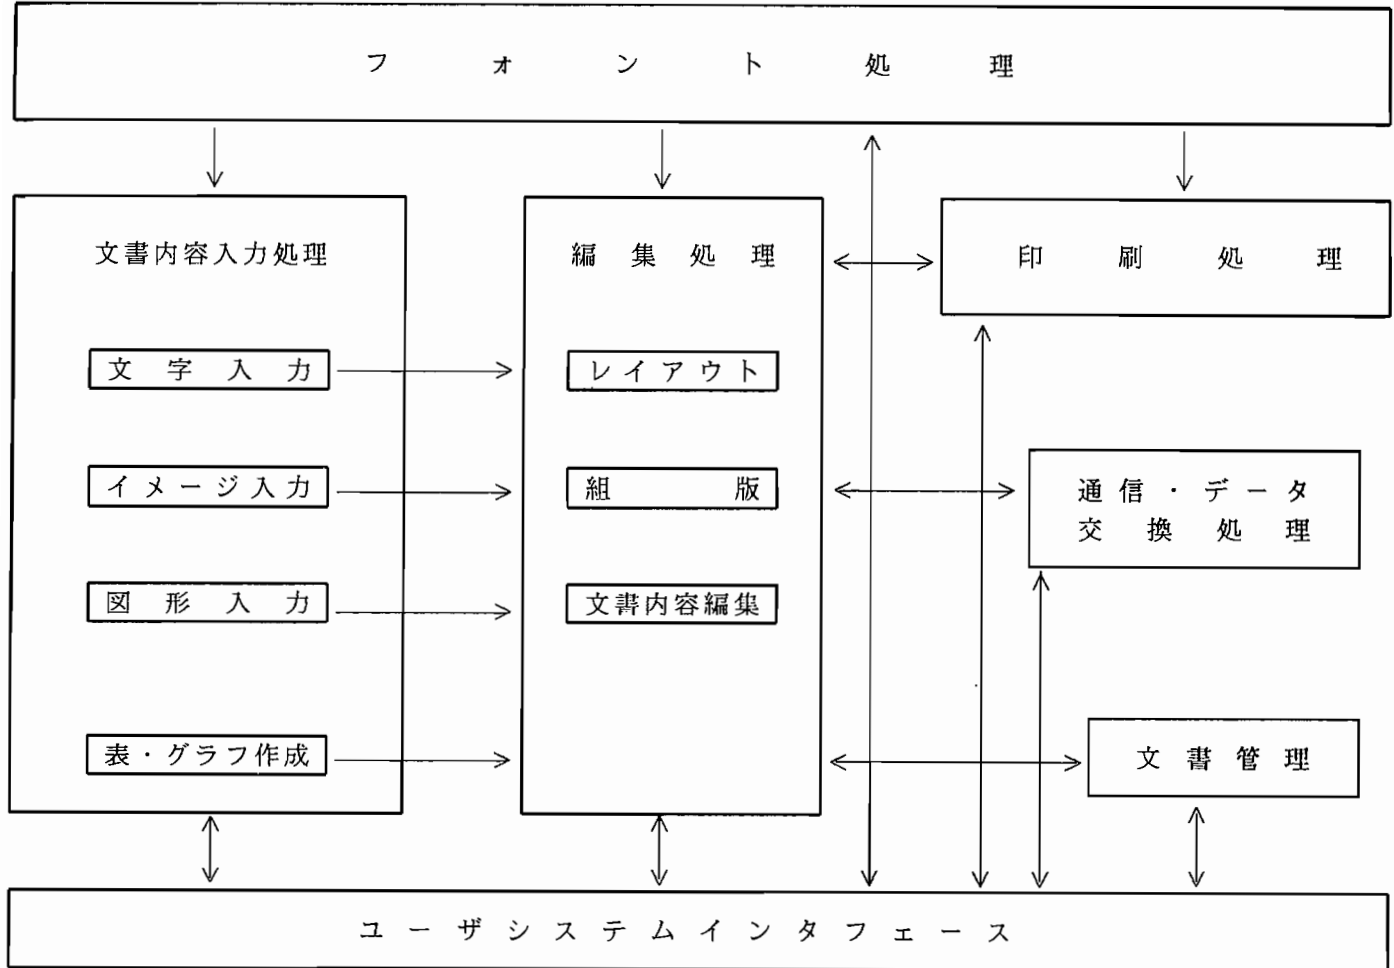 フォント処理
文書内容入力処理
文字入力
イメージ入力
図形入力
表・グラフ作成
編集処理
レイアウト
組版
文書内容編集
印刷処理
通信・データ
交換処理
文書管理
ユーザシステムインタフェース